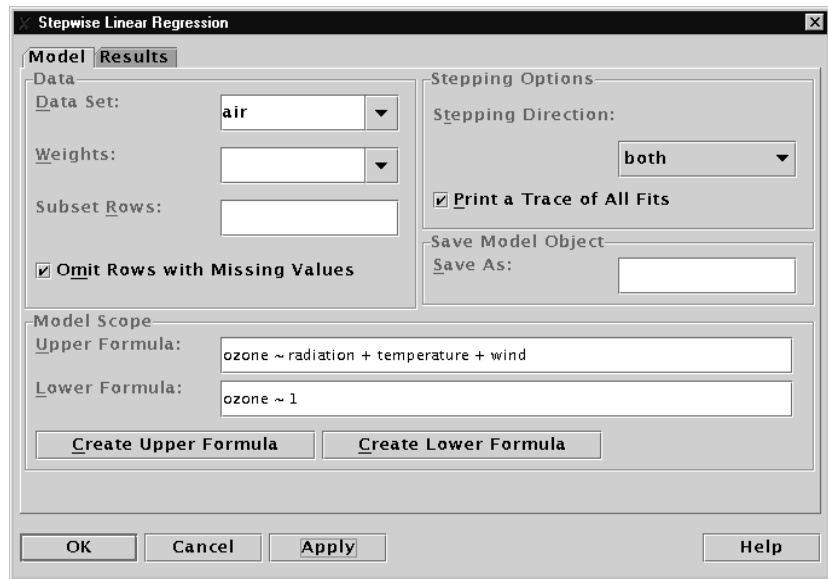 Stepwise Linear Regression
Model Results
Data
Data Set:
air
Weights:
Subset Rows:
Omit Rows with Missing Values
Stepping Options
Stepping Direction:
both
Print a Trace of All Fits
Save Model Object
Save As:
Model Scope
Upper Formula:
ozone ~ radiation + temperature + wind
Lower Formula:
ozone ~ 1
Create Upper Formula Create Lower Formula
OK Cancel Apply Help